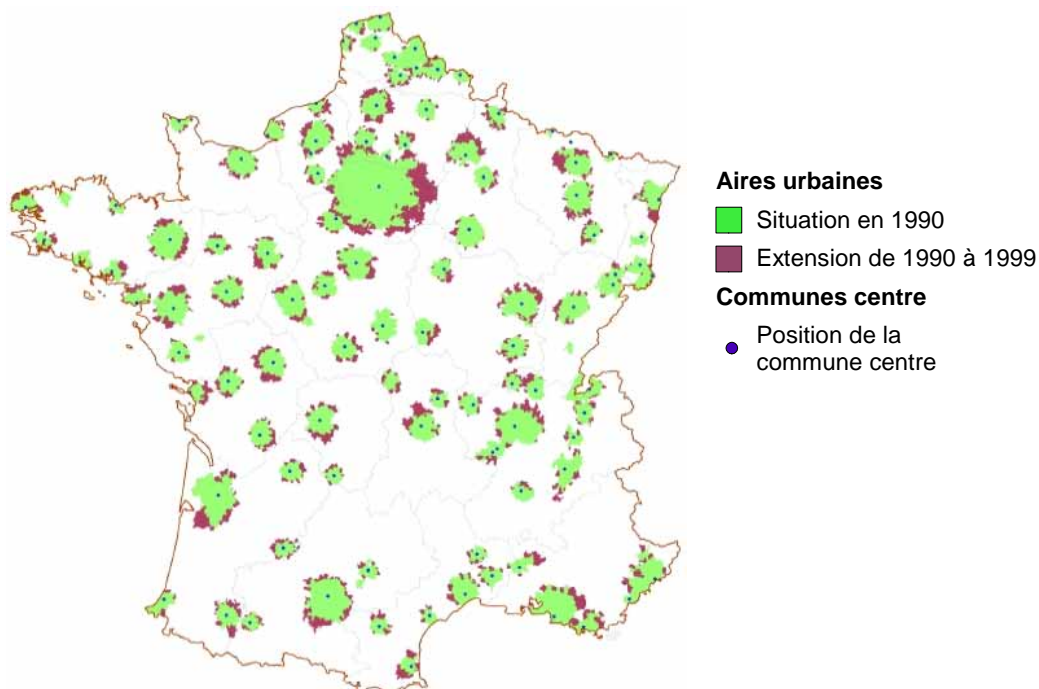 Aires urbaines
Situation en 1990
Extension de 1990 à 1999
Communes centre
Position de la
commune centre